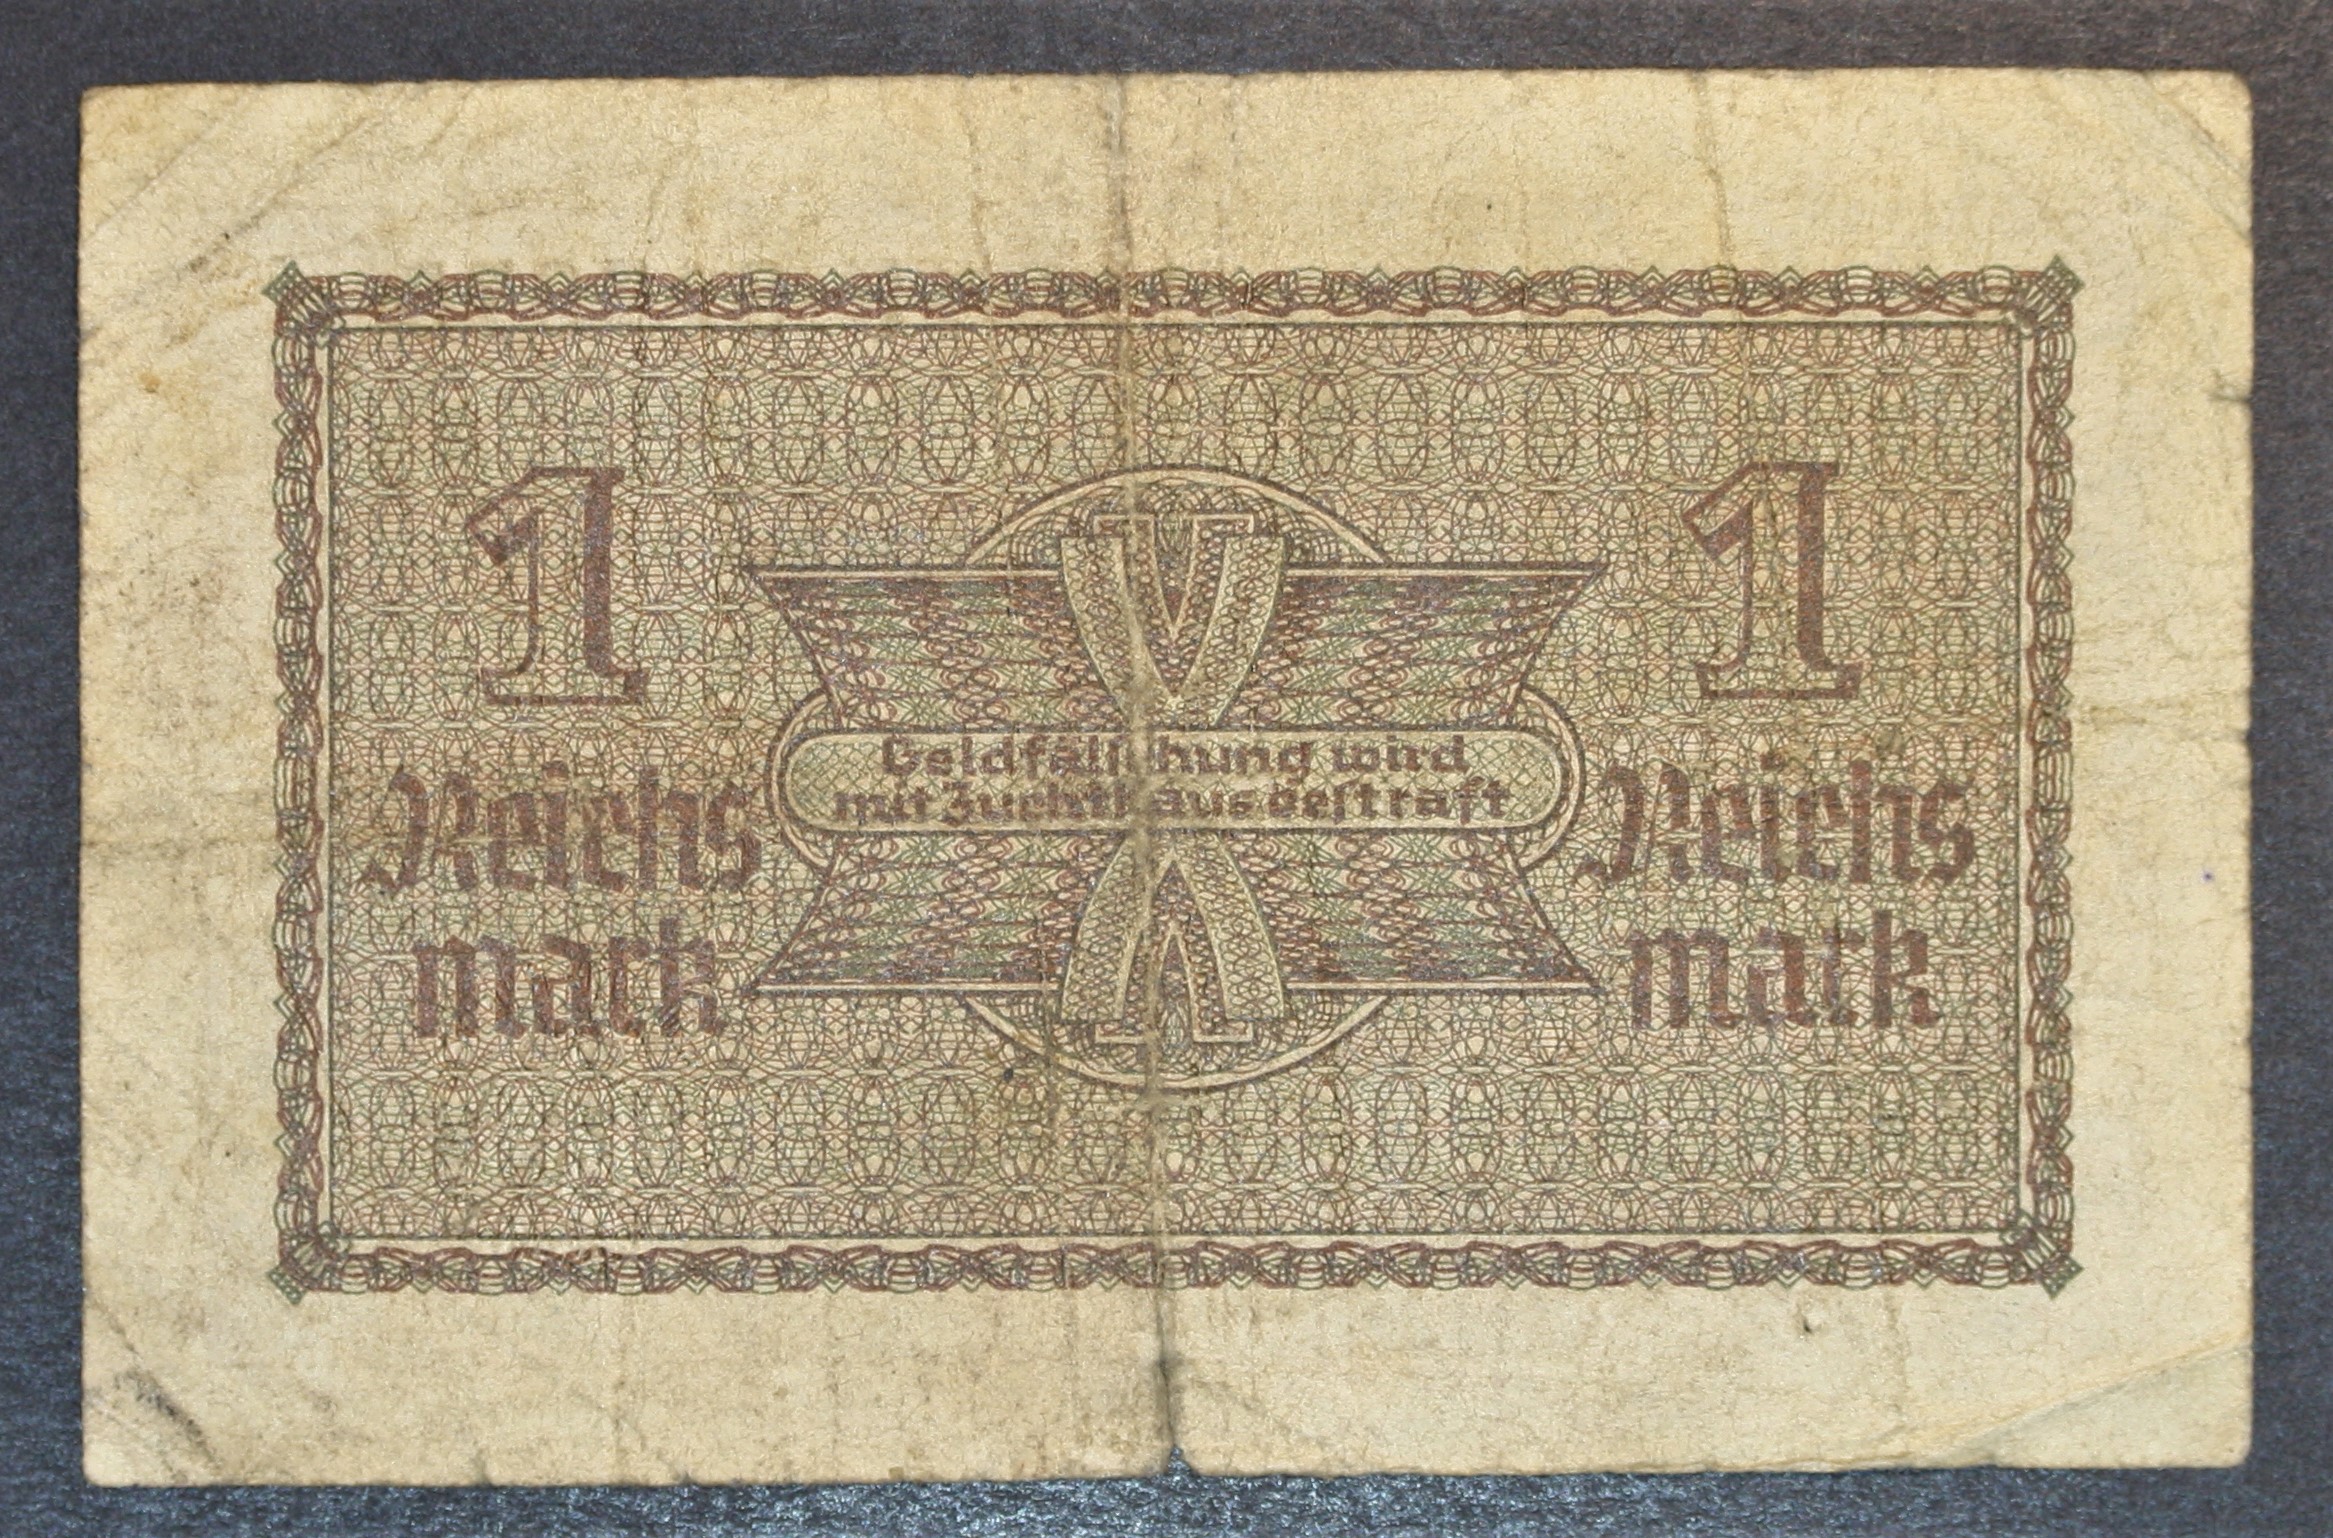 1
Reichs
mark
Geldfälschung wird
mit Zuchthaus bestraft
1
Reichs
mark